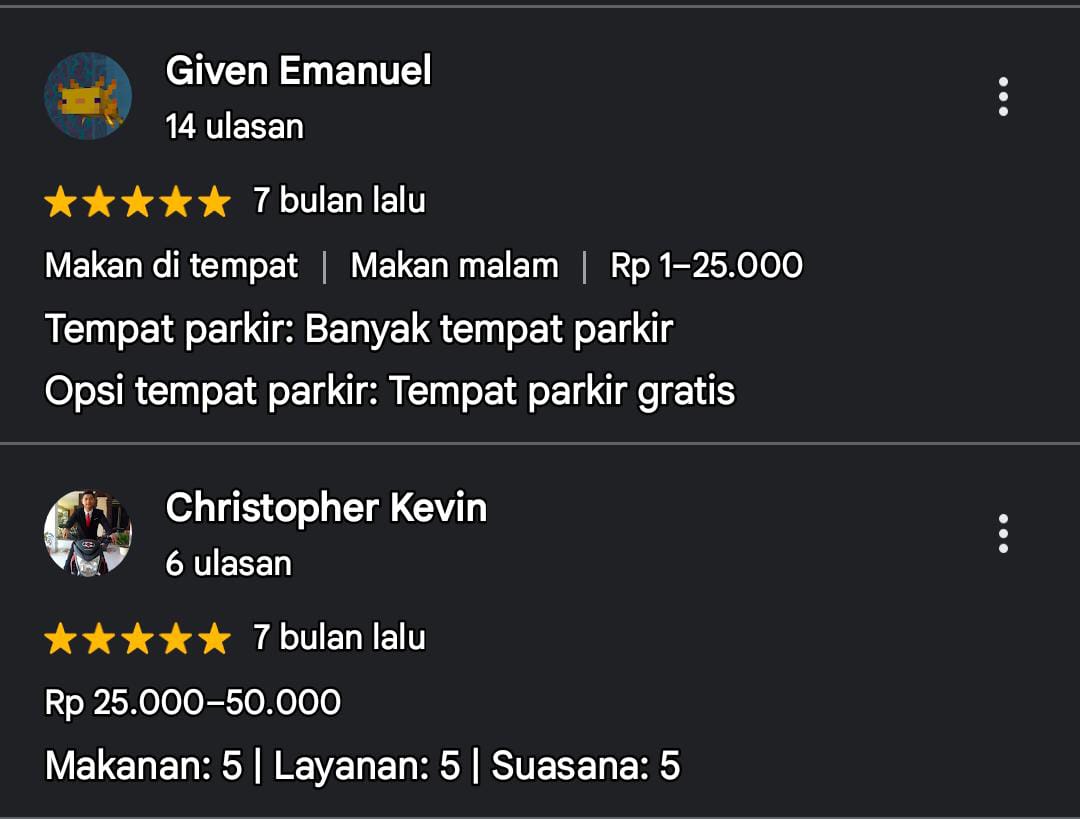 Given Emanuel
14 ulasan
7 bulan lalu
Makan di tempat | Makan malam | Rp 1–25.000
Tempat parkir: Banyak tempat parkir
Opsi tempat parkir: Tempat parkir gratis
Christopher Kevin
6 ulasan
7 bulan lalu
Rp 25.000–50.000
Makanan: 5 | Layanan: 5 | Suasana: 5